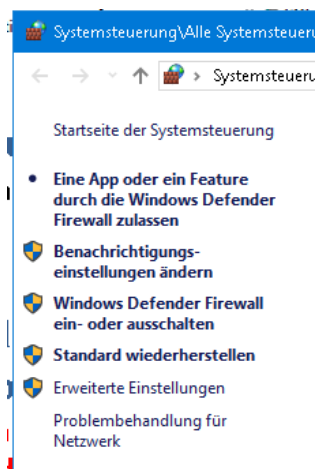 Systemsteuerung\Alle Systemsteueru
Systemsteueru
Startseite der Systemsteuerung
Eine App oder ein Feature
durch die Windows Defender
Firewall zulassen
Benachrichtigungs-
einstellungen ändern
Windows Defender Firewall
ein- oder ausschalten
Standard wiederherstellen
Erweiterte Einstellungen
Problembehandlung für
Netzwerk